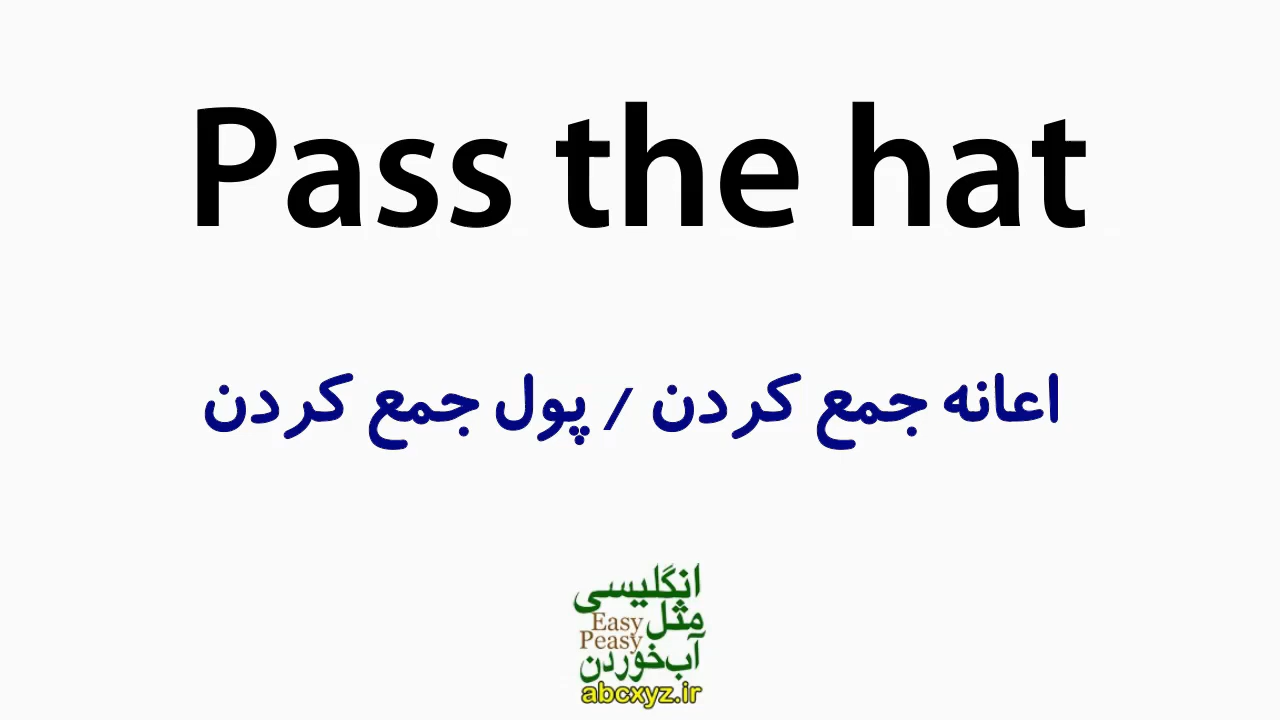 Pass the hat
اعانه جمع کردن / پول جمع کردن
انگلیسی
مثل
Easy
Peasy
آب‌خوردن
abcxyz.ir